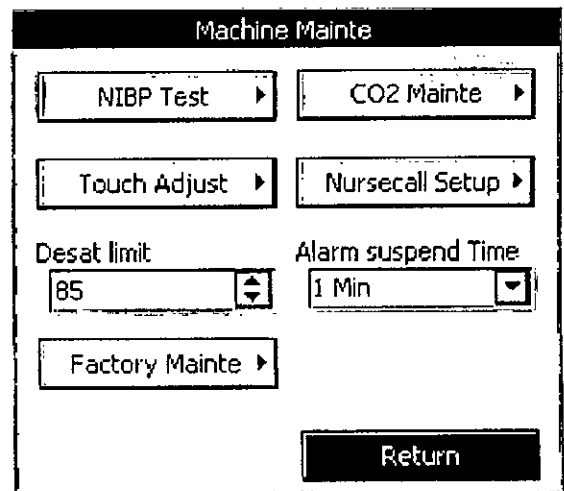 Machine Mainte
NIBP Test
CO2 Mainte
Touch Adjust
Nursecall Setup
Desat limit
Alarm suspend Time
85
1 Min
Factory Mainte
Return